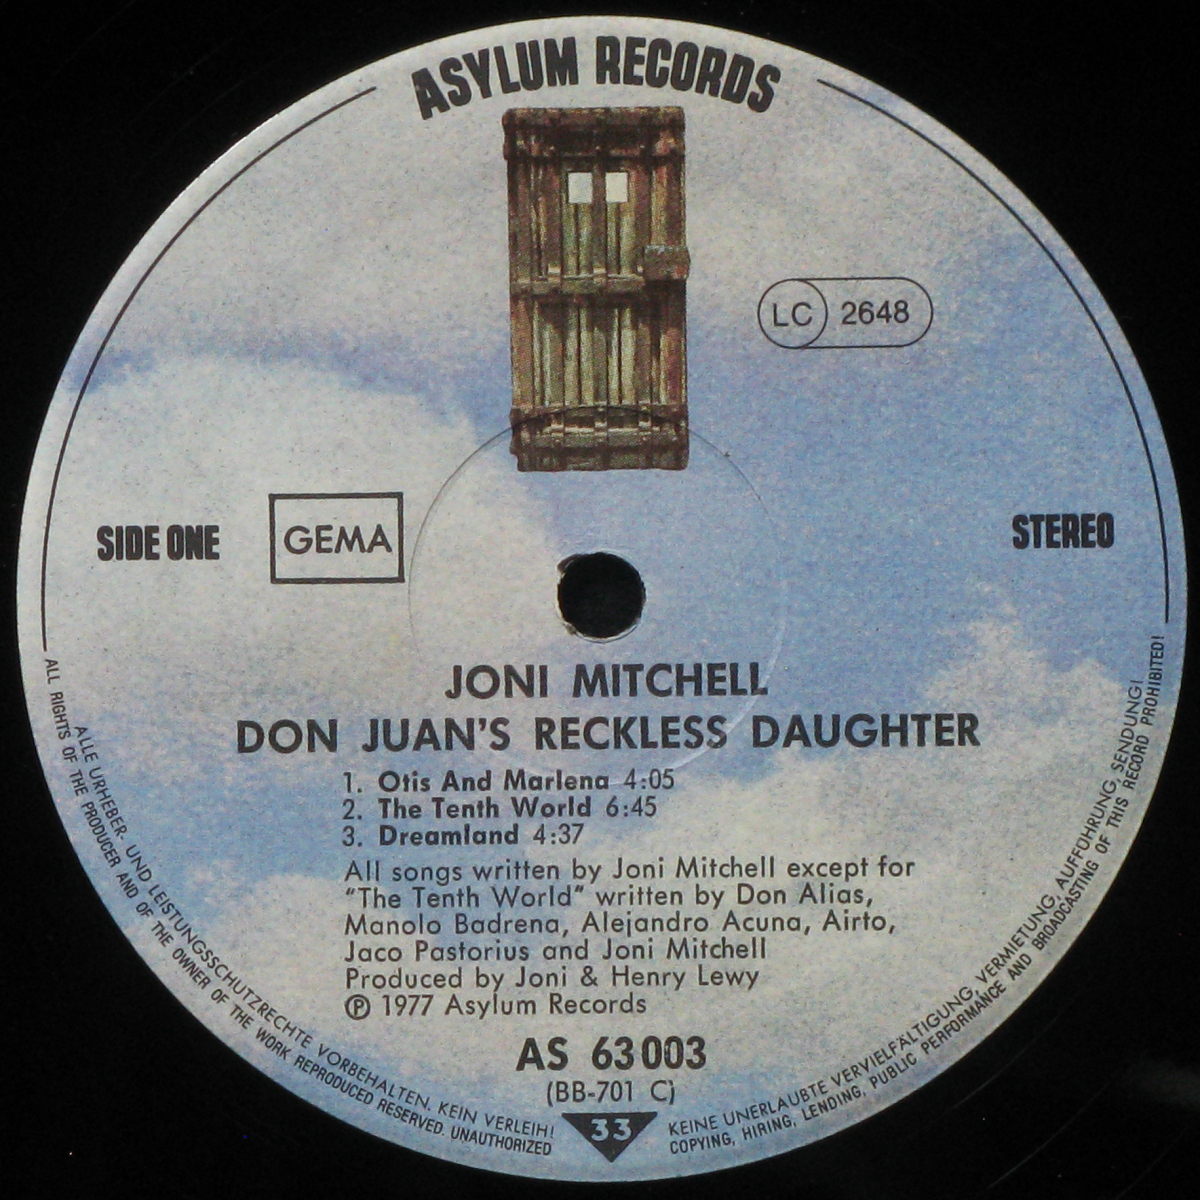 ASYLUM RECORDS
LC 2648
SIDE ONE
GEMA
STEREO
JONI MITCHELL
DON JUAN'S RECKLESS DAUGHTER
1. Otis And Marlena 4:05
2. The Tenth World 6:45
3. Dreamland 4:37
All songs written by Joni Mitchell except for
“The Tenth World” written by Don Alias,
Manolo Badrena, Alejandro Acuna, Airto,
Jaco Pastorius and Joni Mitchell
Produced by Joni & Henry Lewy
℗ 1977 Asylum Records
AS 63 003
(BB-701 C)
33
ALLE URHEBER- UND LEISTUNGSSCHUTZRECHTE VORBEHALTEN. KEIN VERLEIH! KEINE UNERLAUBTE VERVIELFÄLTIGUNG, VERMIETUNG, AUFFÜHRUNG, SENDUNG!
ALL RIGHTS OF THE PRODUCER AND OF THE OWNER OF THE WORK REPRODUCED RESERVED. UNAUTHORIZED COPYING, HIRING, LENDING, PUBLIC PERFORMANCE AND BROADCASTING OF THIS RECORD PROHIBITED!